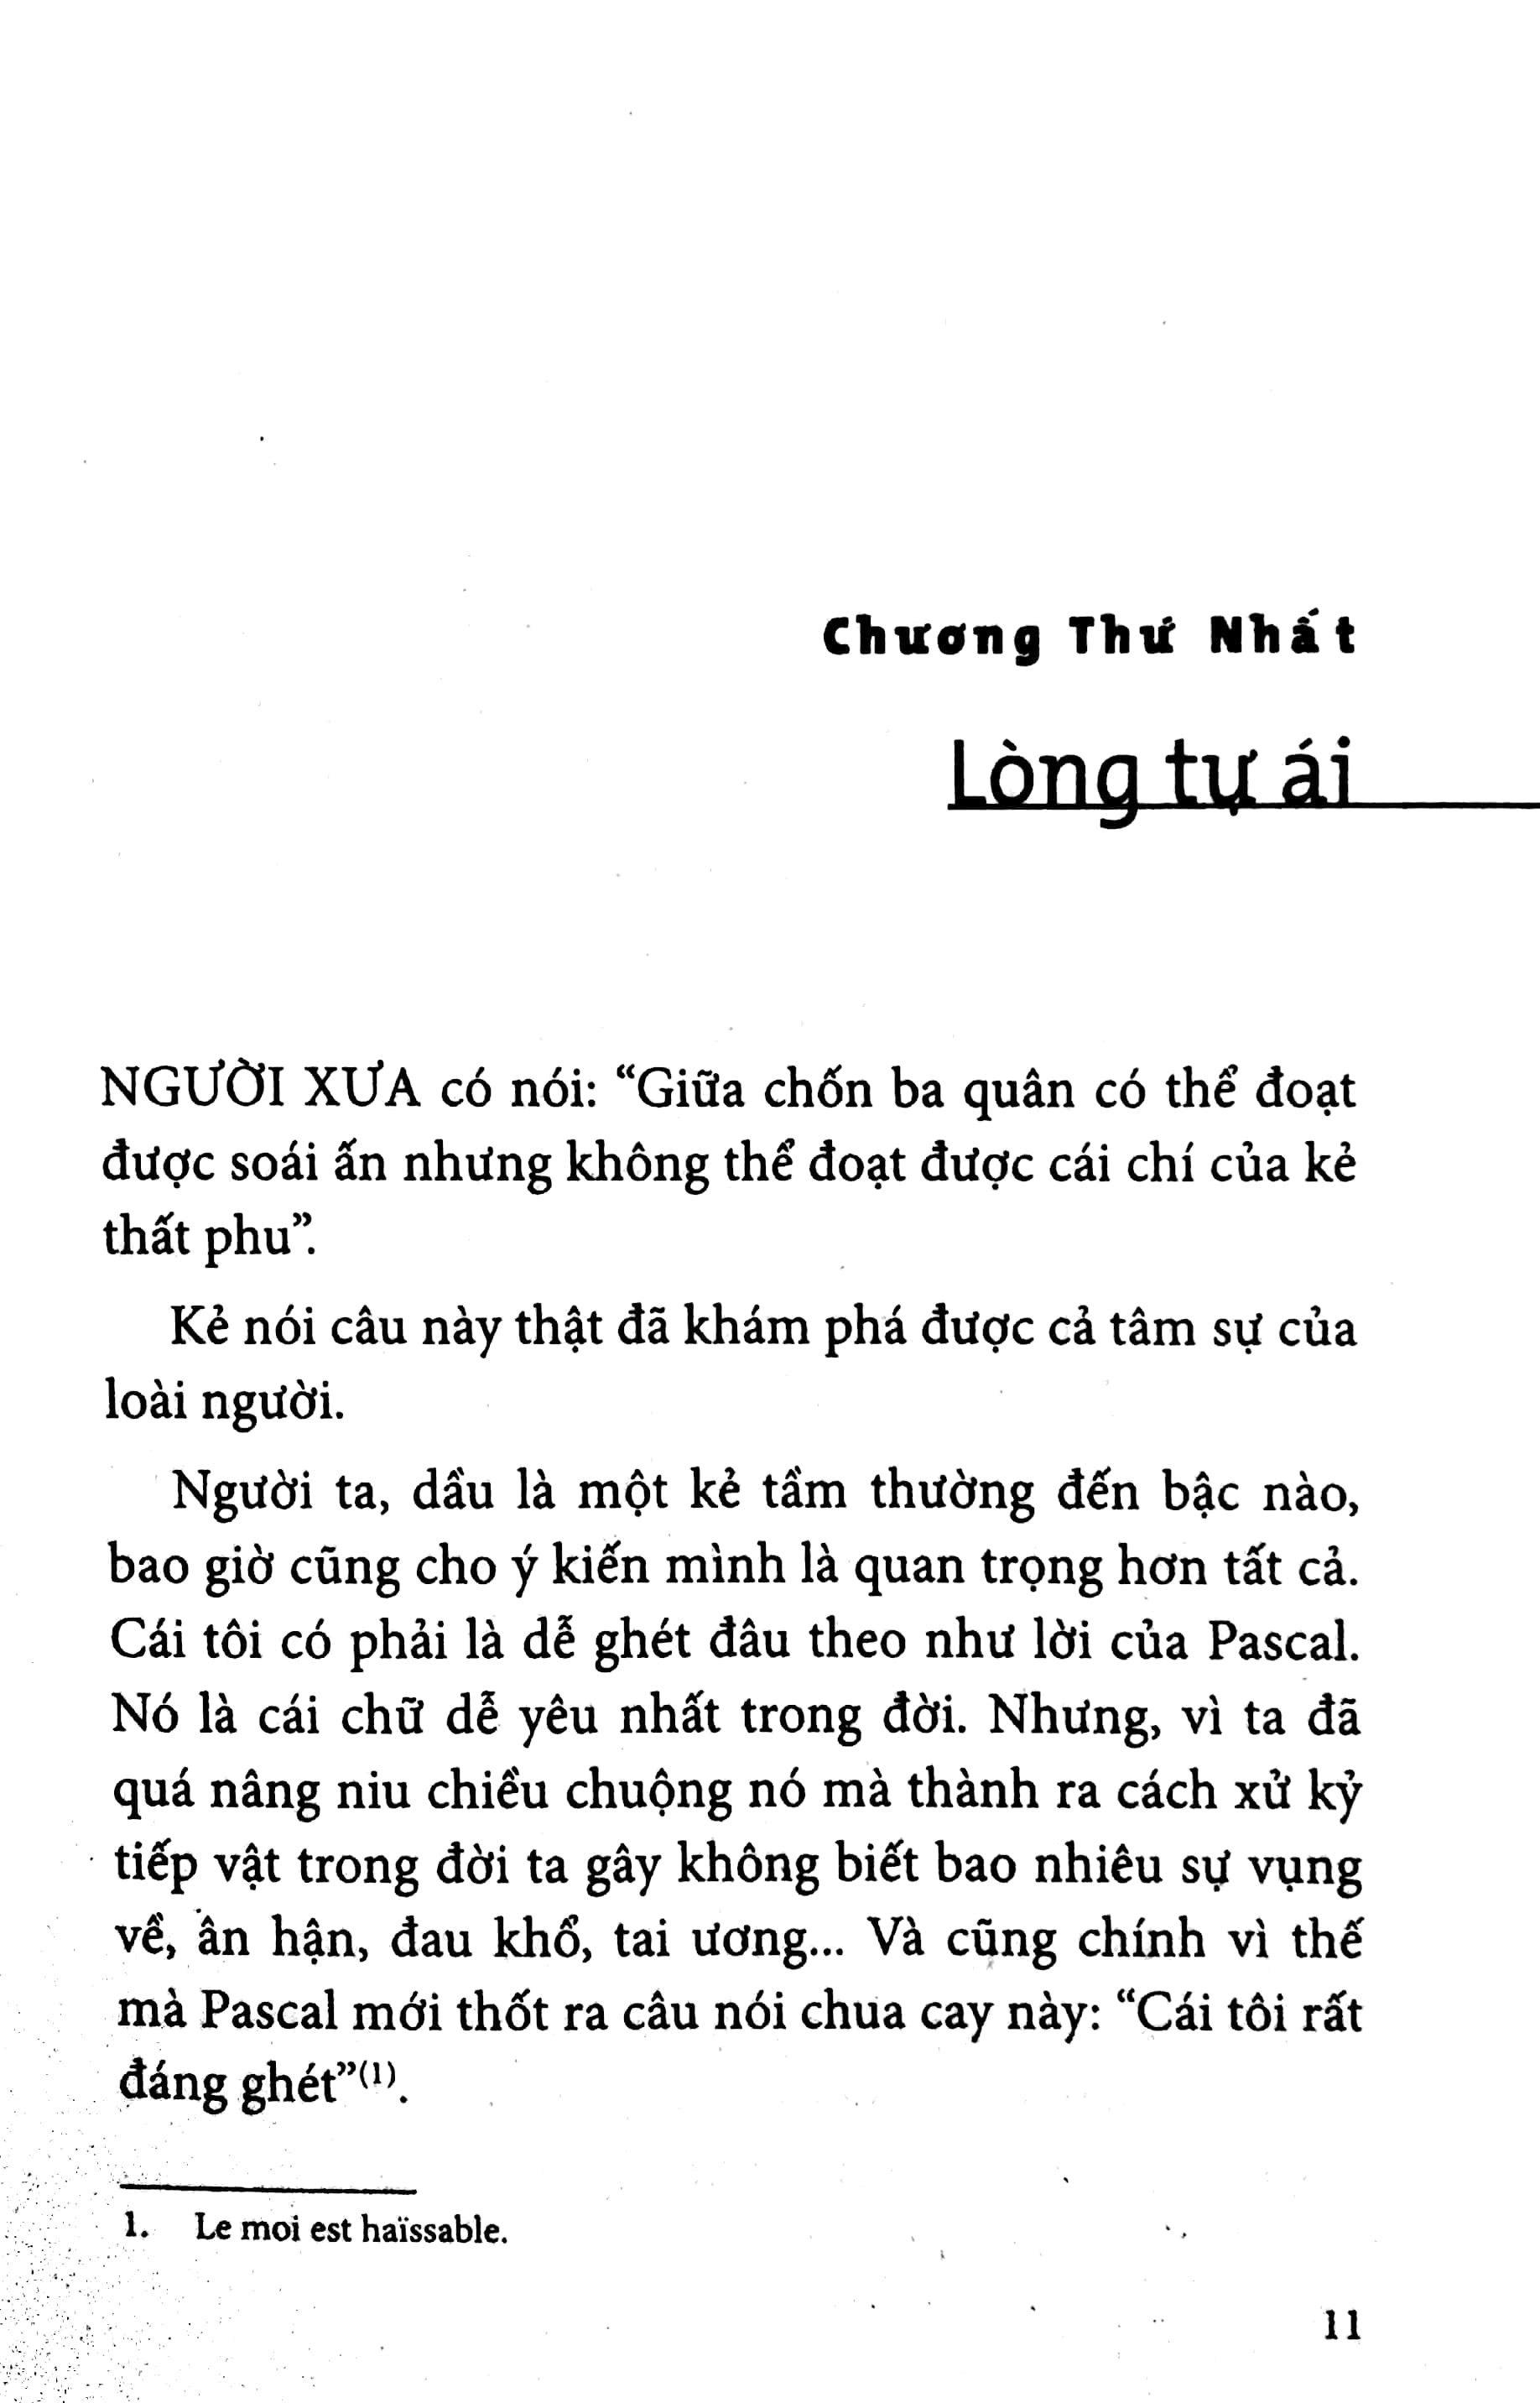 Chương Thứ Nhất
Lòng tự ái
NGƯỜI XƯA có nói: “Giữa chốn ba quân có thể đoạt
được soái ấn nhưng không thể đoạt được cái chí của kẻ
thất phu”.
Kẻ nói câu này thật đã khám phá được cả tâm sự của
loài người.
Người ta, dầu là một kẻ tầm thường đến bậc nào,
bao giờ cũng cho ý kiến mình là quan trọng hơn tất cả.
Cái tôi có phải là dễ ghét đâu theo như lời của Pascal.
Nó là cái chữ dễ yêu nhất trong đời. Nhưng, vì ta đã
quá nâng niu chiều chuộng nó mà thành ra cách xử kỷ
tiếp vật trong đời ta gây không biết bao nhiêu sự vụng
về, ân hận, đau khổ, tai ương... Và cũng chính vì thế
mà Pascal mới thốt ra câu nói chua cay này: “Cái tôi rất
đáng ghét”(1).
1. Le moi est haïssable.
11